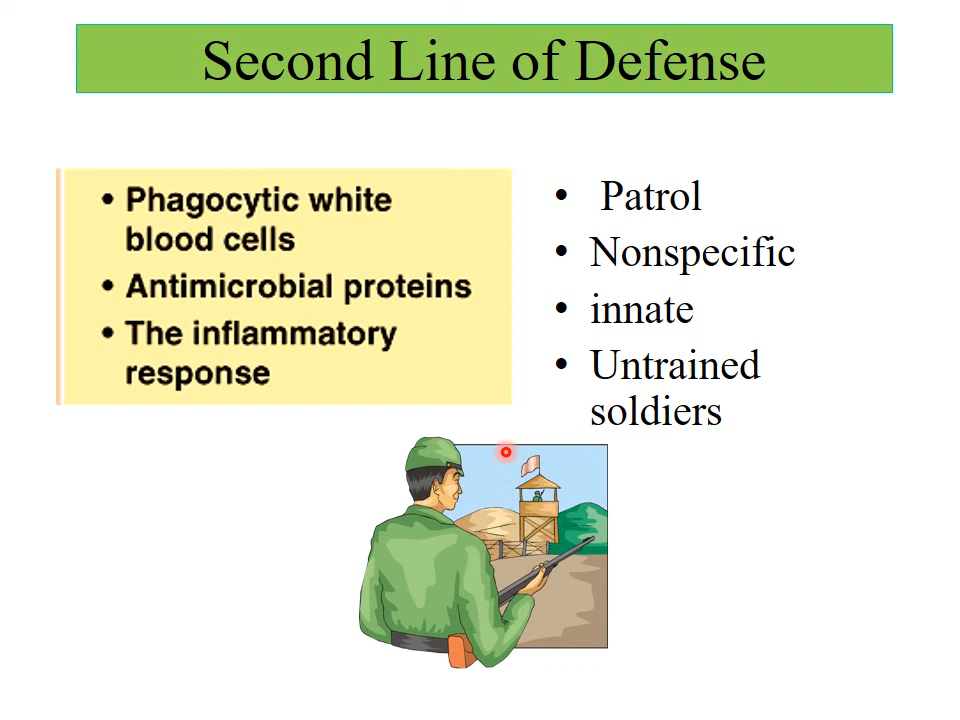 Second Line of Defense
• Phagocytic white
blood cells
• Antimicrobial proteins
• The inflammatory
response
• Patrol
• Nonspecific
• innate
• Untrained
soldiers